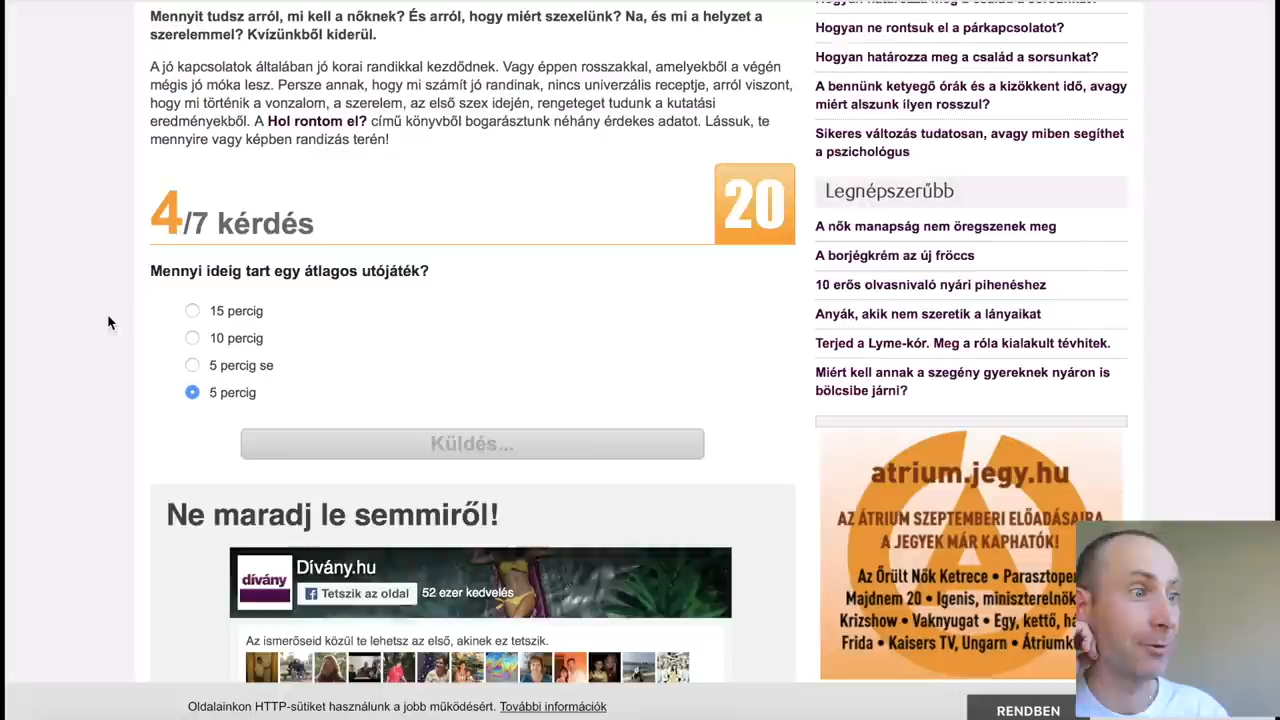 Mennyit tudsz arról, mi kell a nőknek? És arról, hogy miért szexelünk? Na, és mi a helyzet a
szerelemmel? Kvízünkből kiderül.
A jó kapcsolatok általában jó korai randikkal kezdődnek. Vagy éppen rosszakkal, amelyekből a végén
mégis jó móka lesz. Persze annak, hogy mi számít jó randinak, nincs univerzális receptje, arról viszont,
hogy mi történik a vonzalom, a szerelem, az első szex idején, rengeteget tudunk a kutatási
eredményekből. A Hol rontom el? című könyvből bogarásztunk néhány érdekes adatot. Lássuk, te
mennyire vagy képben randizás terén!
4/7 kérdés
20
Mennyi ideig tart egy átlagos utójáték?
15 percig
10 percig
5 percig se
5 percig
Küldés...
Ne maradj le semmiről!
dívány
Dívány.hu
Tetszik az oldal
52 ezer kedvelés
Az ismerőseid közül te lehetsz az első, akinek ez tetszik.
Hogyan határozza meg a család a sorsunkat?
Hogyan ne rontsuk el a párkapcsolatot?
Hogyan határozza meg a család a sorsunkat?
A bennünk ketyegő órák és a kizökkent idő, avagy
miért alszunk ilyen rosszul?
Sikeres változás tudatosan, avagy miben segíthet
a pszichológus
Legnépszerűbb
A nők manapság nem öregszenek meg
A borjégkrém az új fröccs
10 erős olvasnivaló nyári pihenéshez
Anyák, akik nem szeretik a lányaikat
Terjed a Lyme-kór. Meg a róla kialakult tévhitek.
Miért kell annak a szegény gyereknek nyáron is
bölcsibe járni?
atrium.jegy.hu
AZ ÁTRIUM SZEPTEMBERI ELŐADÁSAIRA
A JEGYEK MÁR KAPHATÓK!
Az Őrült Nők Ketrece • Parasztoper
Majdnem 20 • Igenis, miniszterelnök
Krizshow • Vaknyugat • Egy, kettő, há
Frida • Kaisers TV, Ungarn • Átriumk
Oldalainkon HTTP-sütiket használunk a jobb működésért. További információk
RENDBEN